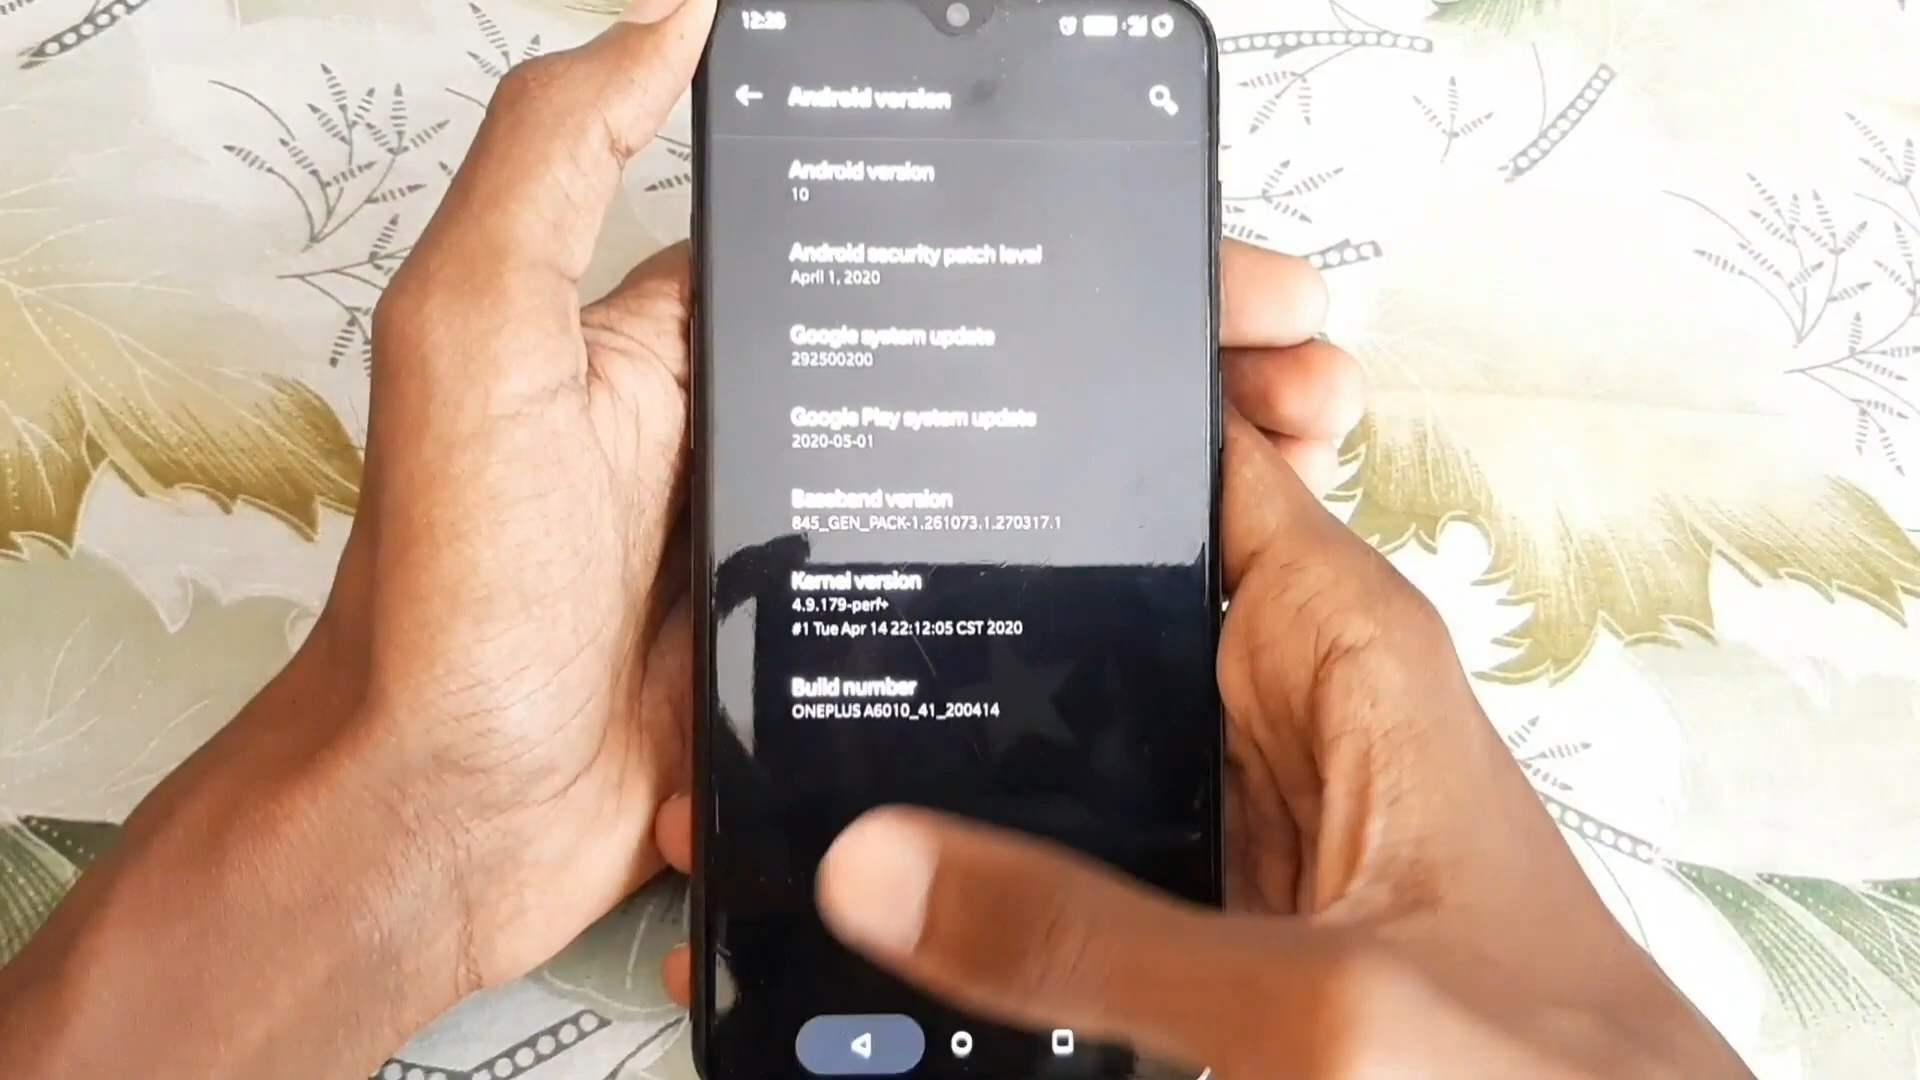 12:26
Android version
Android version
10
Android security patch level
April 1, 2020
Google system update
292500200
Google Play system update
2020-05-01
Baseband version
845_GEN_PACK-1.261073.1.270317.1
Kernel version
4.9.179-perf+
#1 Tue Apr 14 22:12:05 CST 2020
Build number
ONEPLUS A6010_41_200414